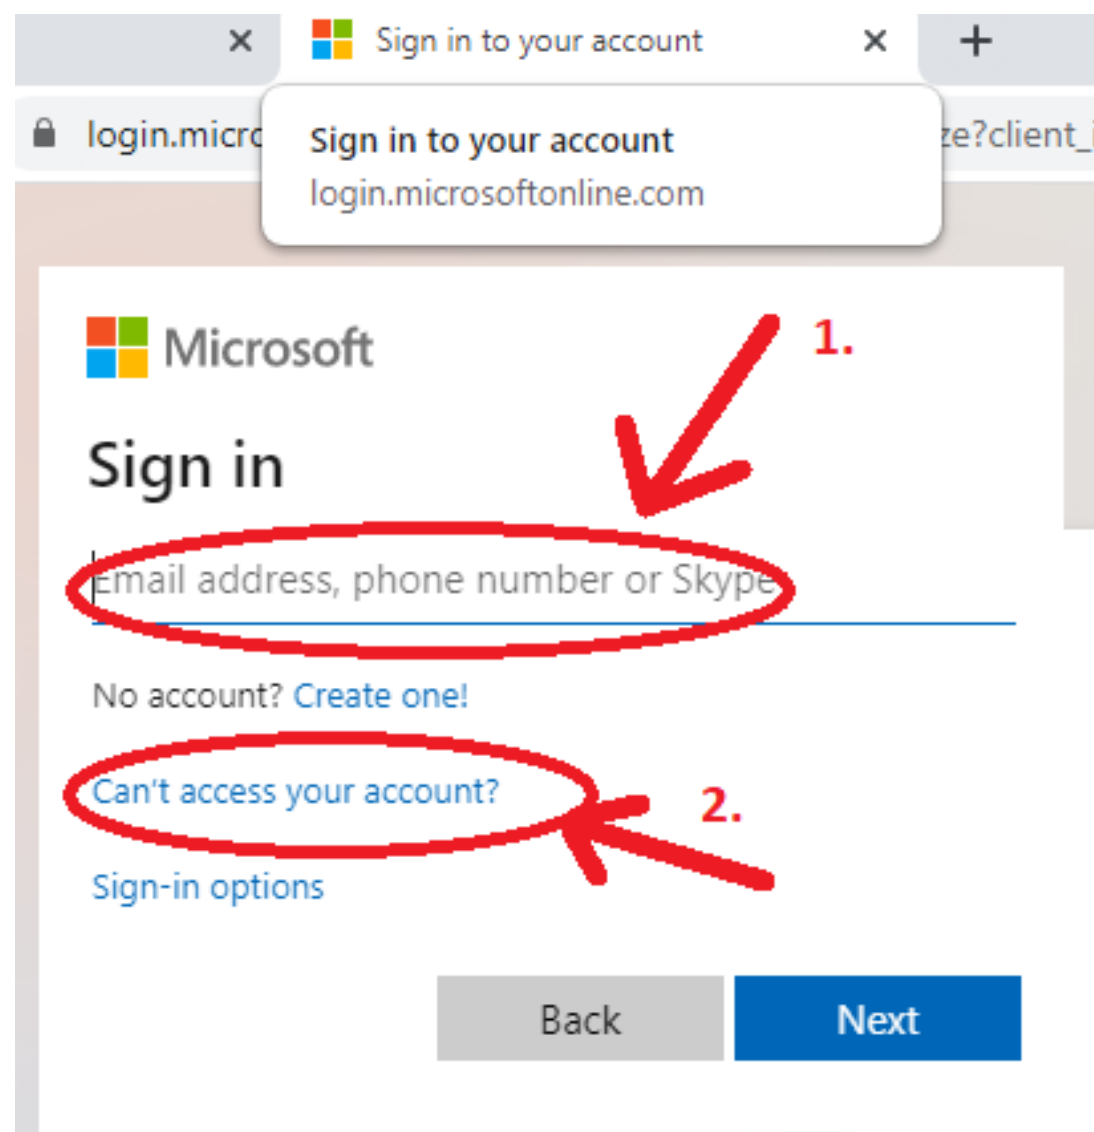 Sign in to your account
login.micro
ze?client_i
Sign in to your account
login.microsoftonline.com
Microsoft
1.
Sign in
Email address, phone number or Skype
No account? Create one!
Can't access your account?
2.
Sign-in options
Back
Next